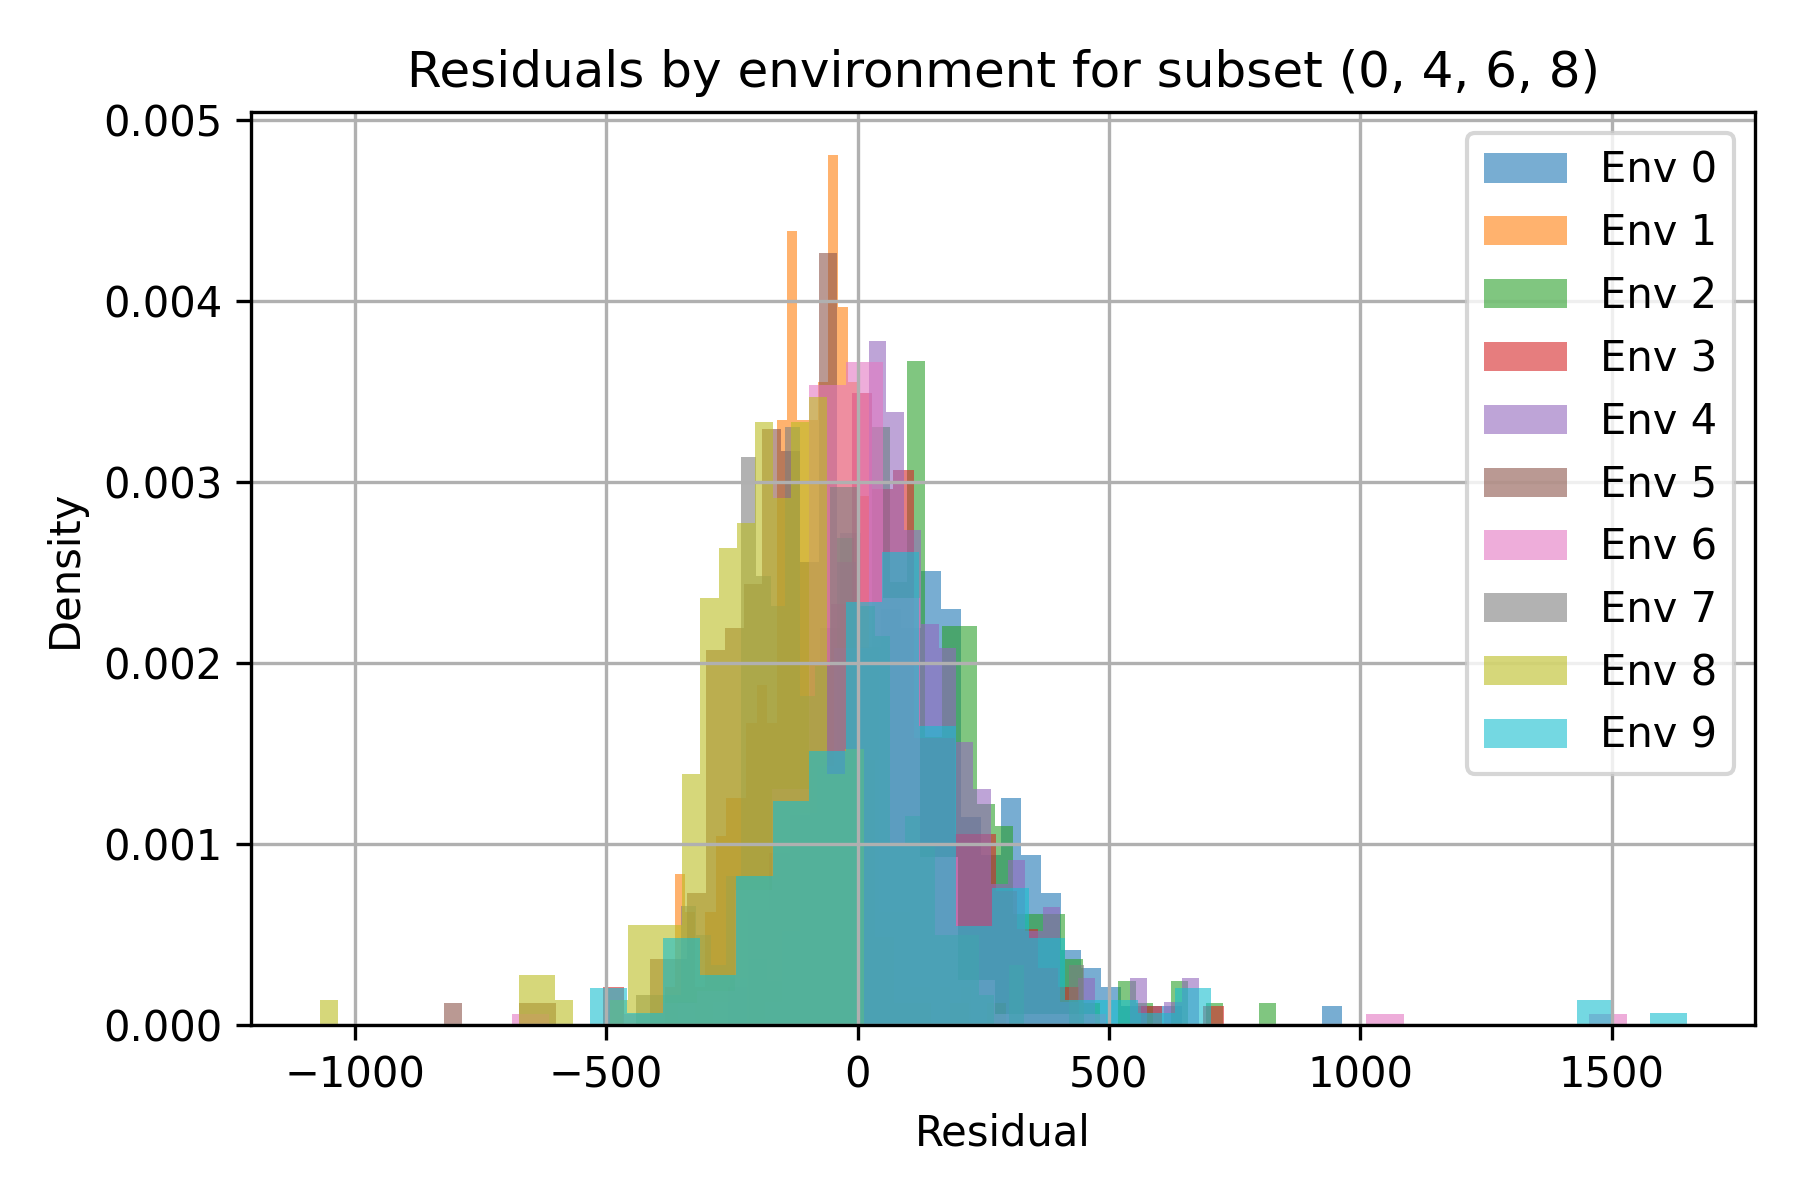 Residuals by environment for subset (0, 4, 6, 8)
0.005
0.004
0.003
0.002
0.001
0.000
Density
−1000
−500
0
500
1000
1500
Residual
Env 0
Env 1
Env 2
Env 3
Env 4
Env 5
Env 6
Env 7
Env 8
Env 9